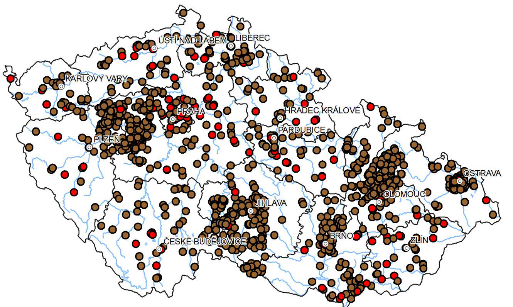 ÚSTÍ NAD LABEM
LIBEREC
KARLOVY VARY
PRAHA
HRADEC KRÁLOVÉ
PARDUBICE
PLZEŇ
OSTRAVA
OLOMOUC
JIHLAVA
BRNO
ZLÍN
ČESKÉ BUDĚJOVICE